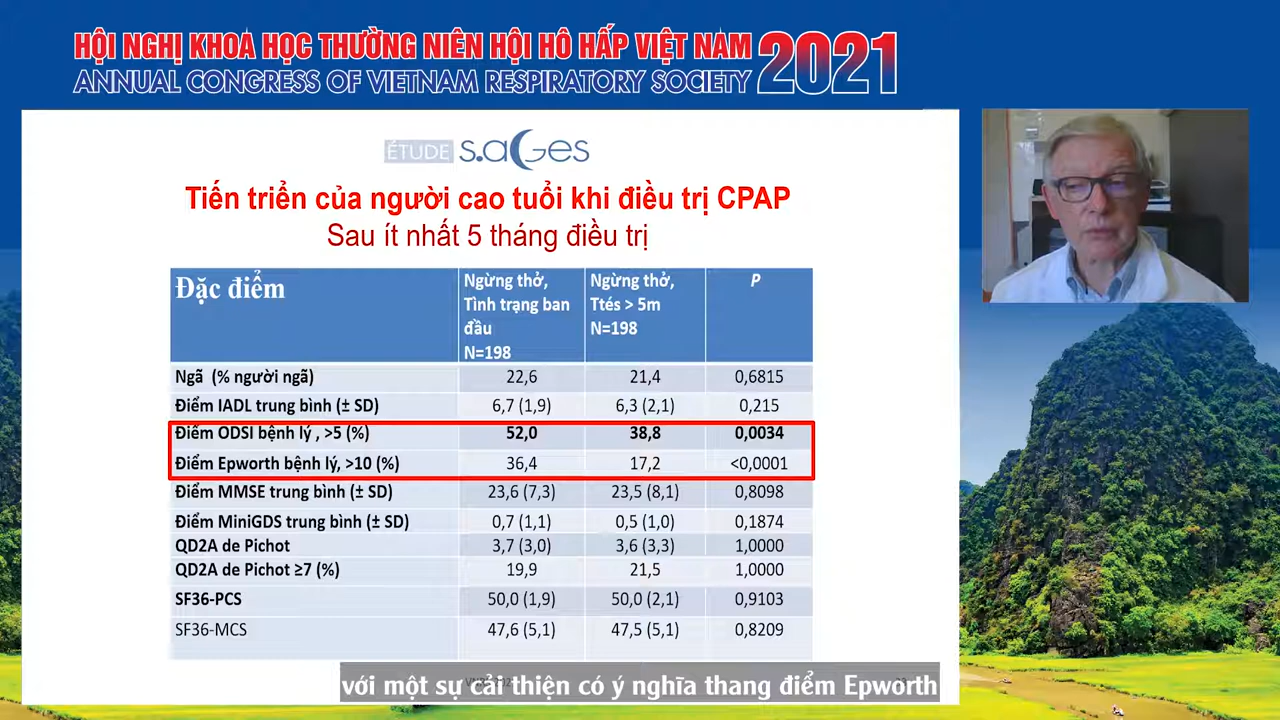 HỘI NGHỊ KHOA HỌC THƯỜNG NIÊN HỘI HÔ HẤP VIỆT NAM 2021
ANNUAL CONGRESS OF VIETNAM RESPIRATORY SOCIETY
ÉTUDE s.aGes
Tiến triển của người cao tuổi khi điều trị CPAP
Sau ít nhất 5 tháng điều trị
Đặc điểm
Ngừng thở,
Tình trạng ban
đầu
N=198
Ngừng thở,
Ttés > 5m
N=198
P
Ngã (% người ngã) 22,6 21,4 0,6815
Điểm IADL trung bình (± SD) 6,7 (1,9) 6,3 (2,1) 0,215
Điểm ODSI bệnh lý , >5 (%) 52,0 38,8 0,0034
Điểm Epworth bệnh lý, >10 (%) 36,4 17,2 <0,0001
Điểm MMSE trung bình (± SD) 23,6 (7,3) 23,5 (8,1) 0,8098
Điểm MiniGDS trung bình (± SD) 0,7 (1,1) 0,5 (1,0) 0,1874
QD2A de Pichot 3,7 (3,0) 3,6 (3,3) 1,0000
QD2A de Pichot ≥7 (%) 19,9 21,5 1,0000
SF36-PCS 50,0 (1,9) 50,0 (2,1) 0,9103
SF36-MCS 47,6 (5,1) 47,5 (5,1) 0,8209
với một sự cải thiện có ý nghĩa thang điểm Epworth